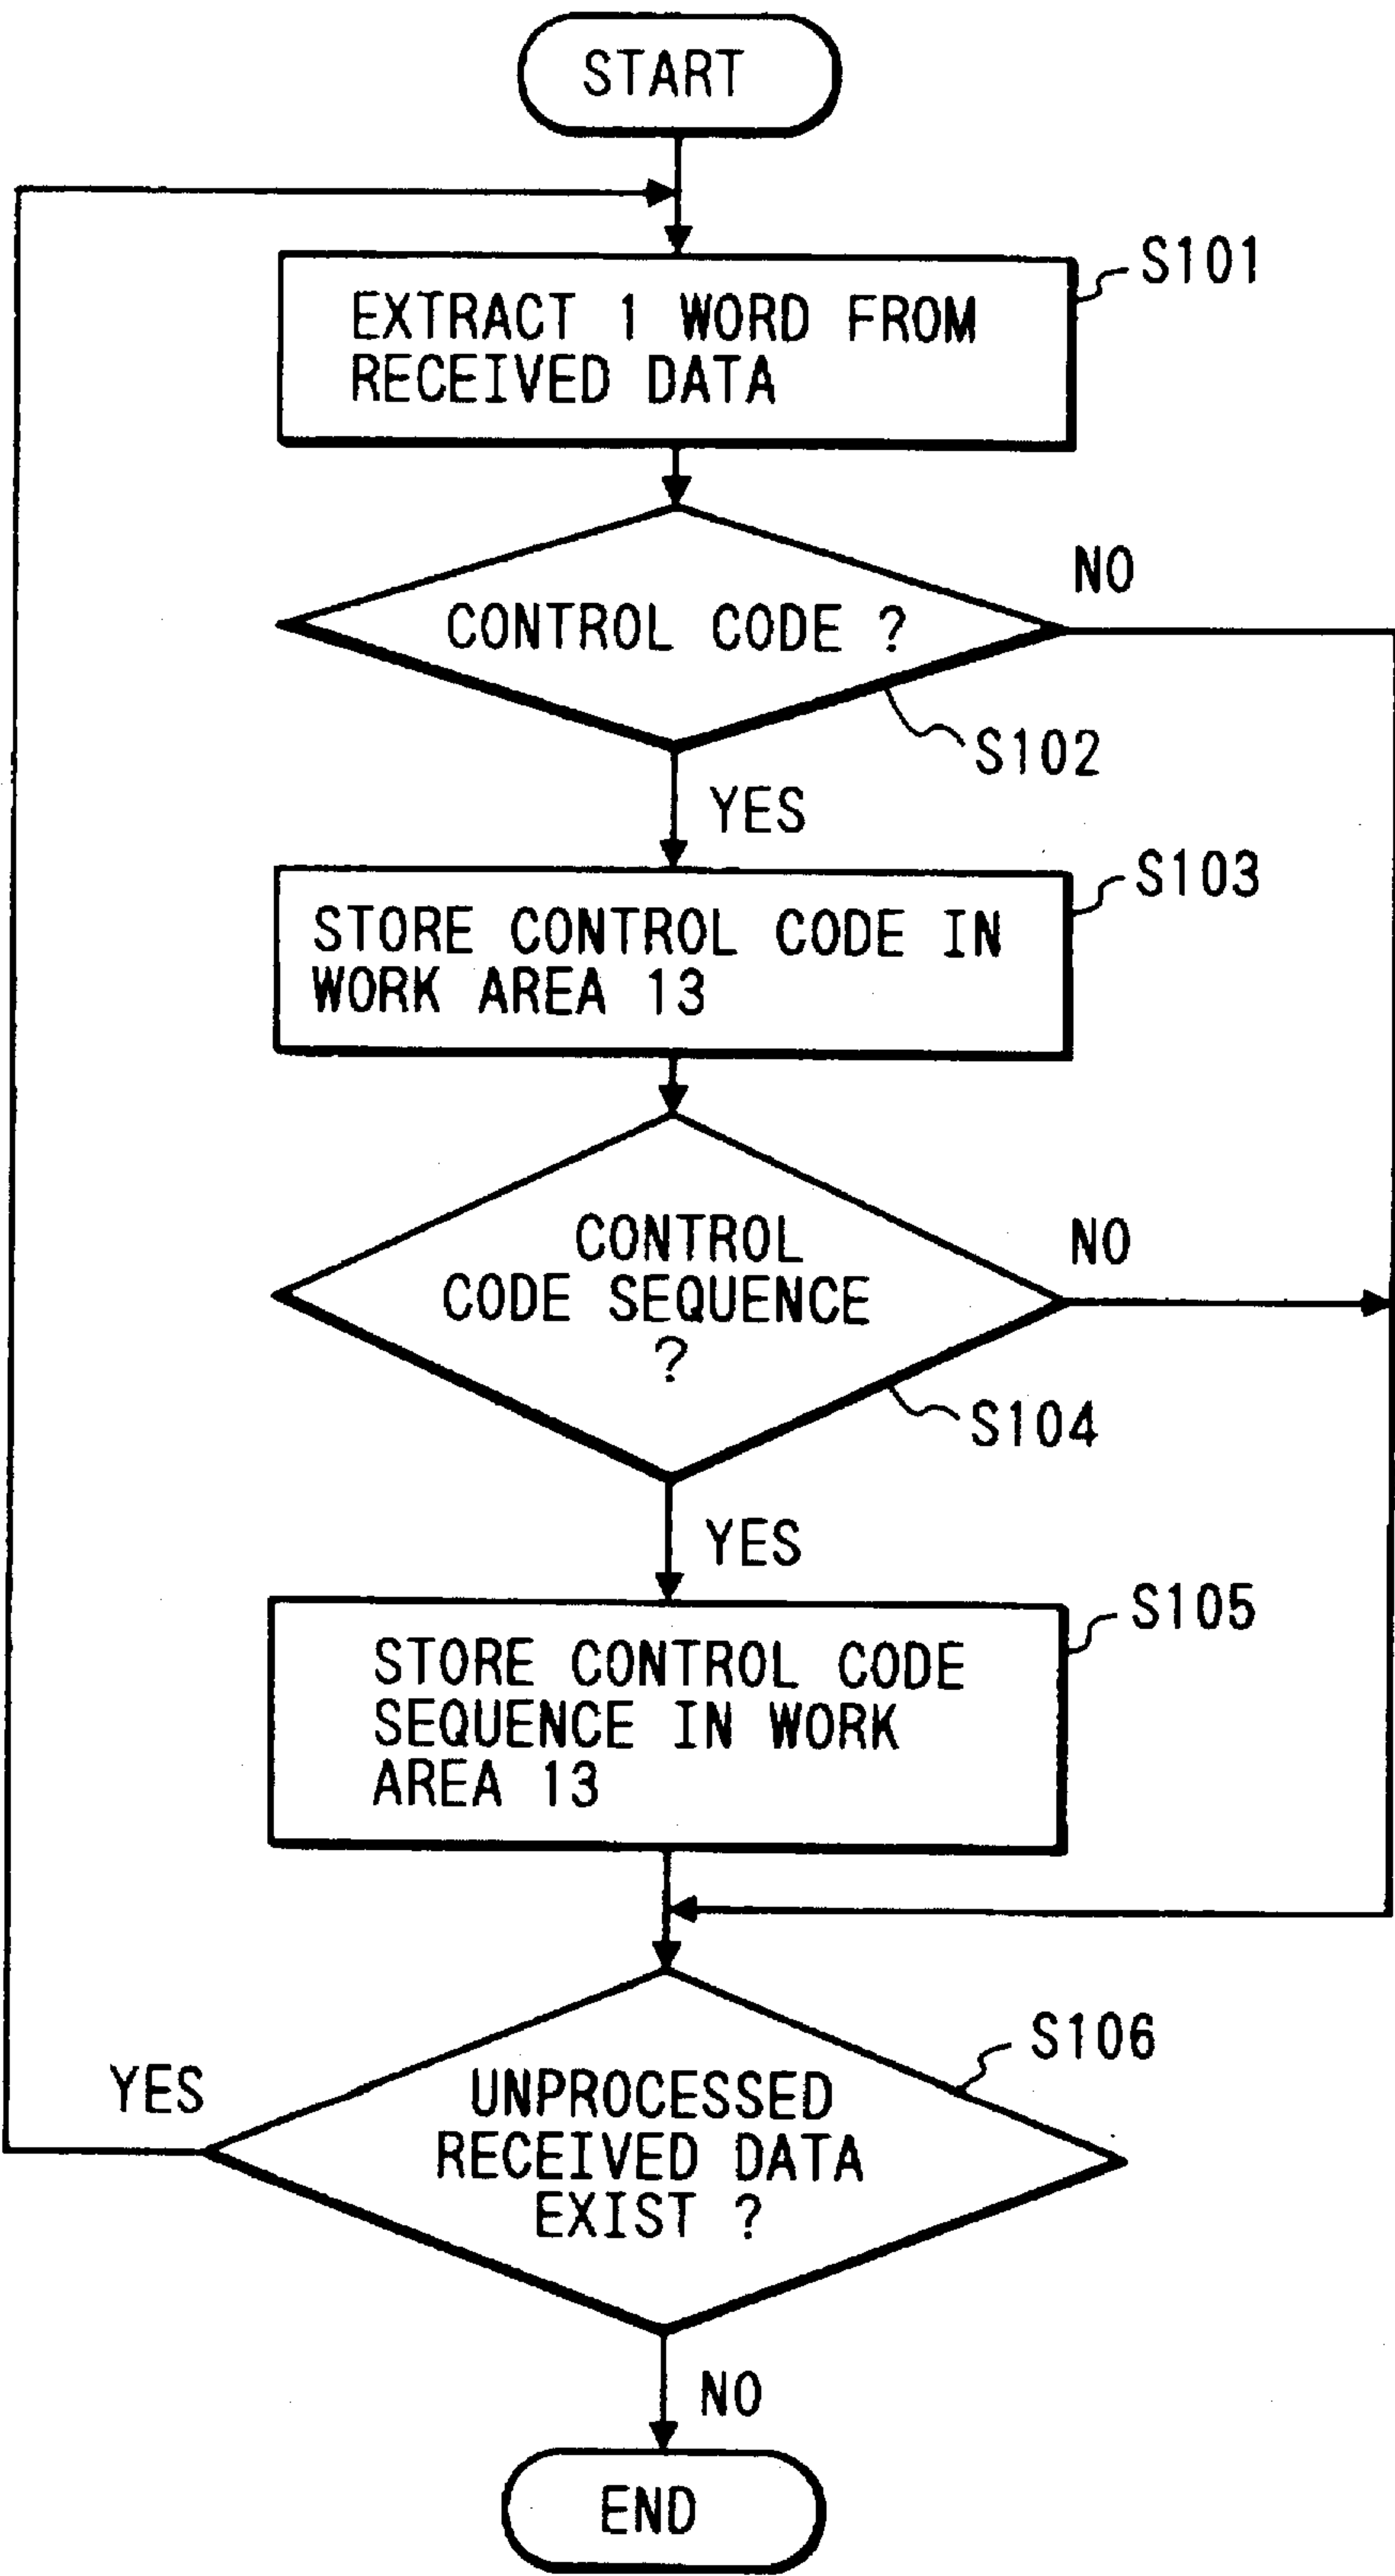 START
S101
EXTRACT 1 WORD FROM
RECEIVED DATA
NO
CONTROL CODE ?
S102
YES
S103
STORE CONTROL CODE IN
WORK AREA 13
CONTROL
NO
CODE SEQUENCE
?
S104
YES
S105
STORE CONTROL CODE
SEQUENCE IN WORK
AREA 13
S106
YES
UNPROCESSED
RECEIVED DATA
EXIST ?
NO
END